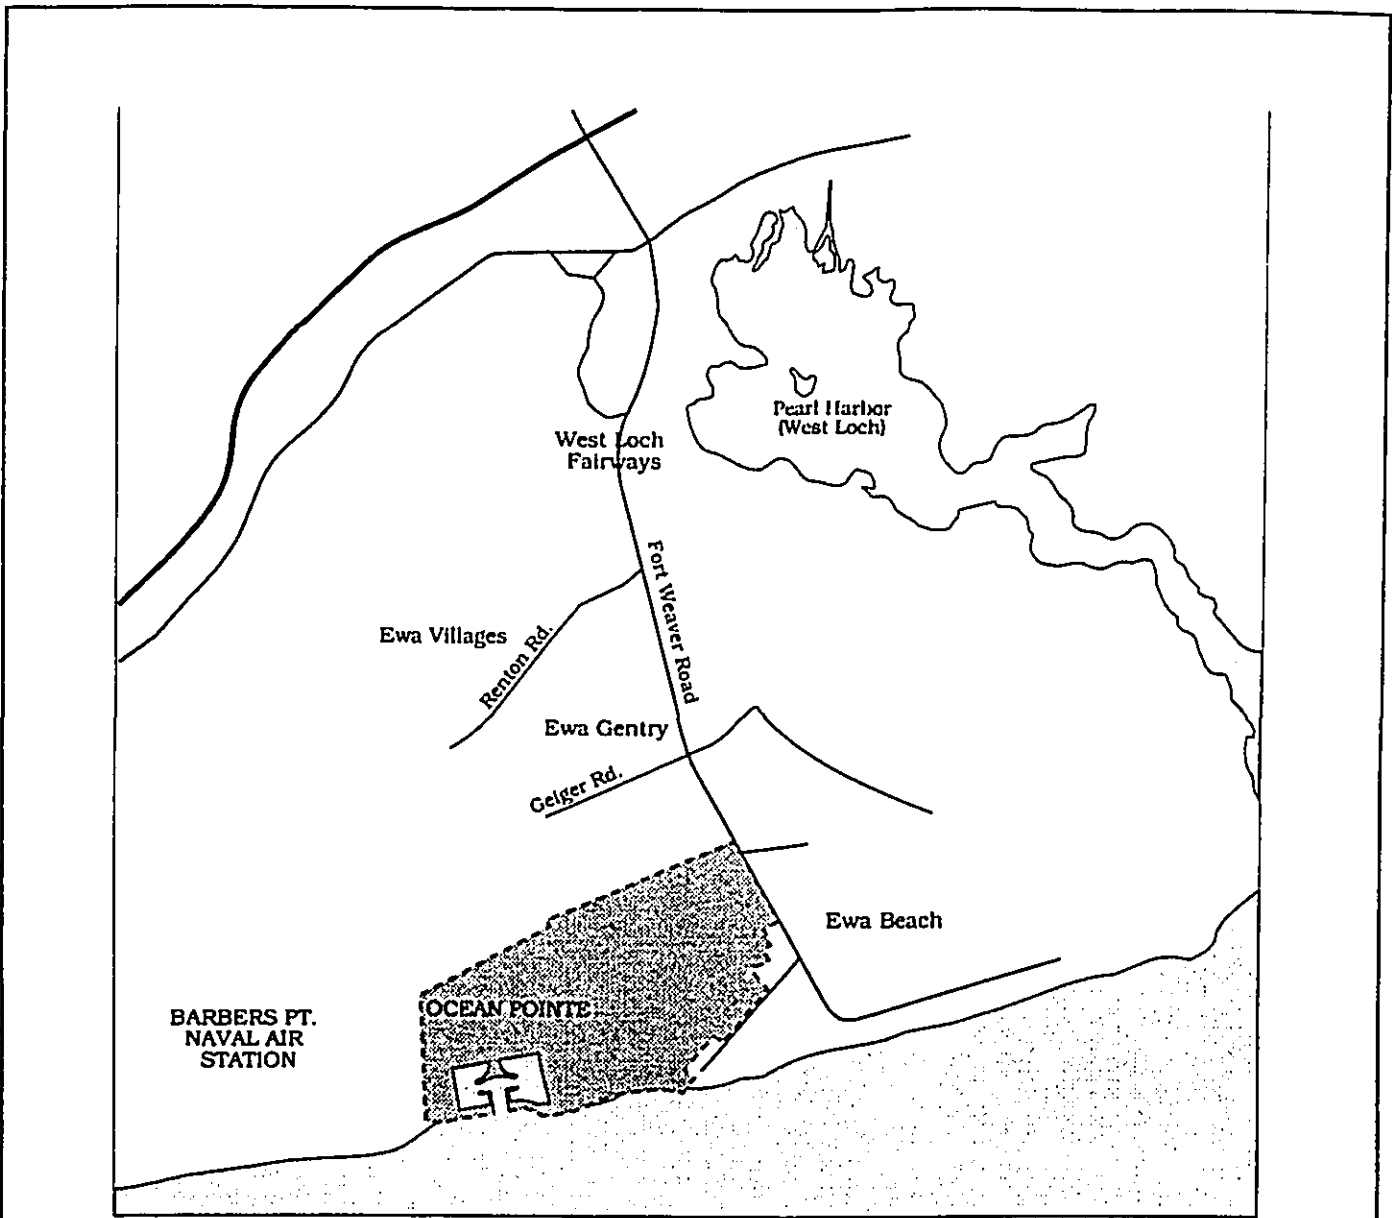 Pearl Harbor
(West Loch)
West Loch
Fairways
Fort Weaver Road
Ewa Villages
Renton Rd.
Ewa Gentry
Geiger Rd.
Ewa Beach
OCEAN POINTE
BARBERS PT.
NAVAL AIR
STATION